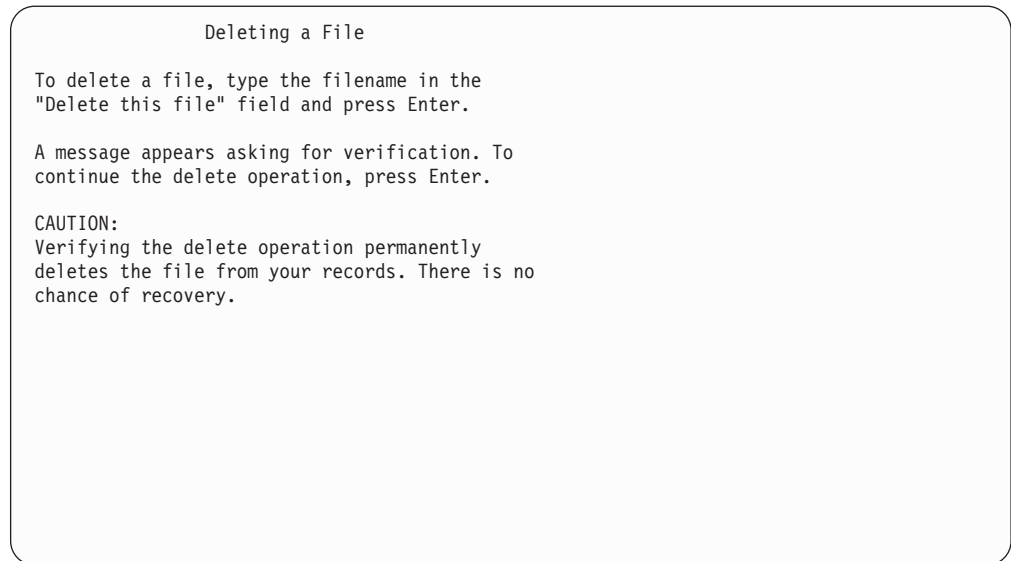 Deleting a File
To delete a file, type the filename in the
"Delete this file" field and press Enter.
A message appears asking for verification. To
continue the delete operation, press Enter.
CAUTION:
Verifying the delete operation permanently
deletes the file from your records. There is no
chance of recovery.